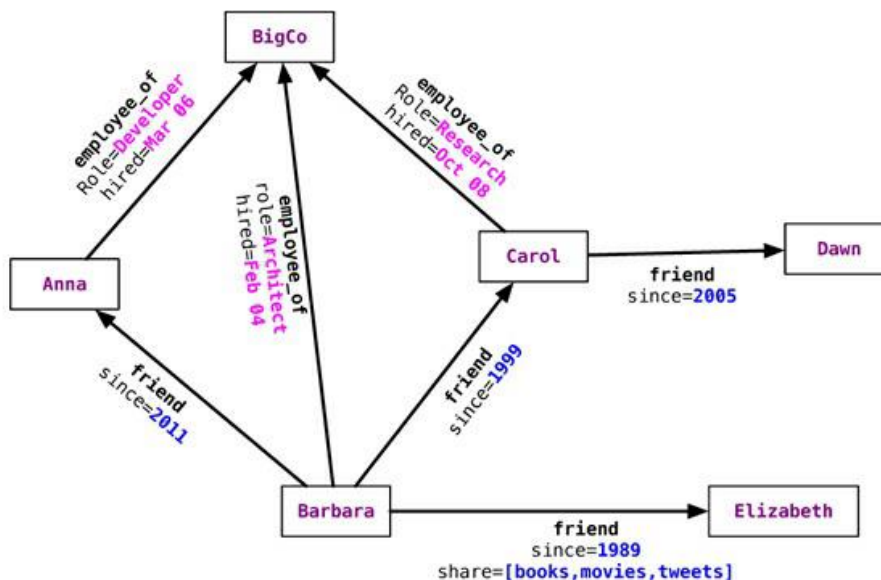 BigCo
employee_of
Role=Developer
hired=Mar 06
employee_of
role=Architect
hired=Feb 04
employee_of
Role=Research
hired=Oct 08
Anna
Carol
Dawn
friend
since=2005
friend
since=2011
friend
since=1999
Barbara
Elizabeth
friend
since=1989
share=[books,movies,tweets]